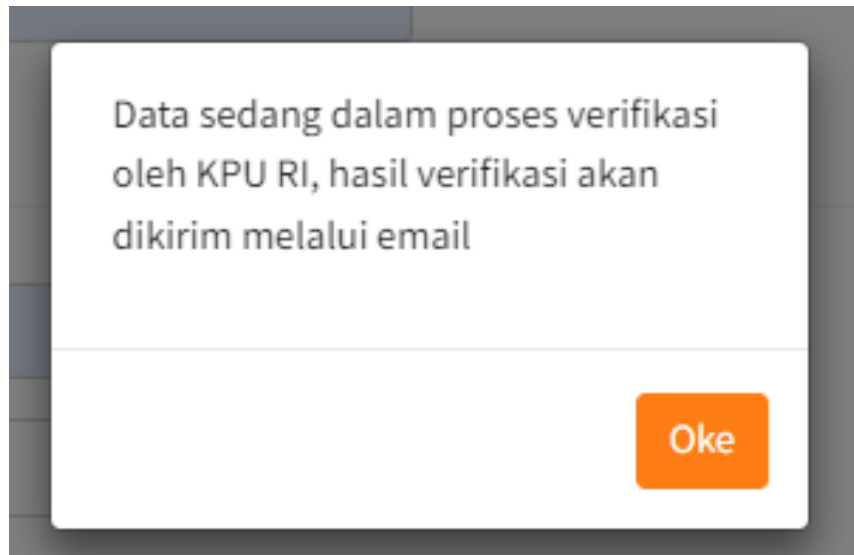 Data sedang dalam proses verifikasi
oleh KPU RI, hasil verifikasi akan
dikirim melalui email
Oke